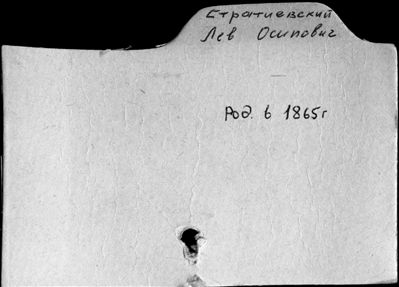 Стратиевский
Лев Осипович
Род. в 1865г